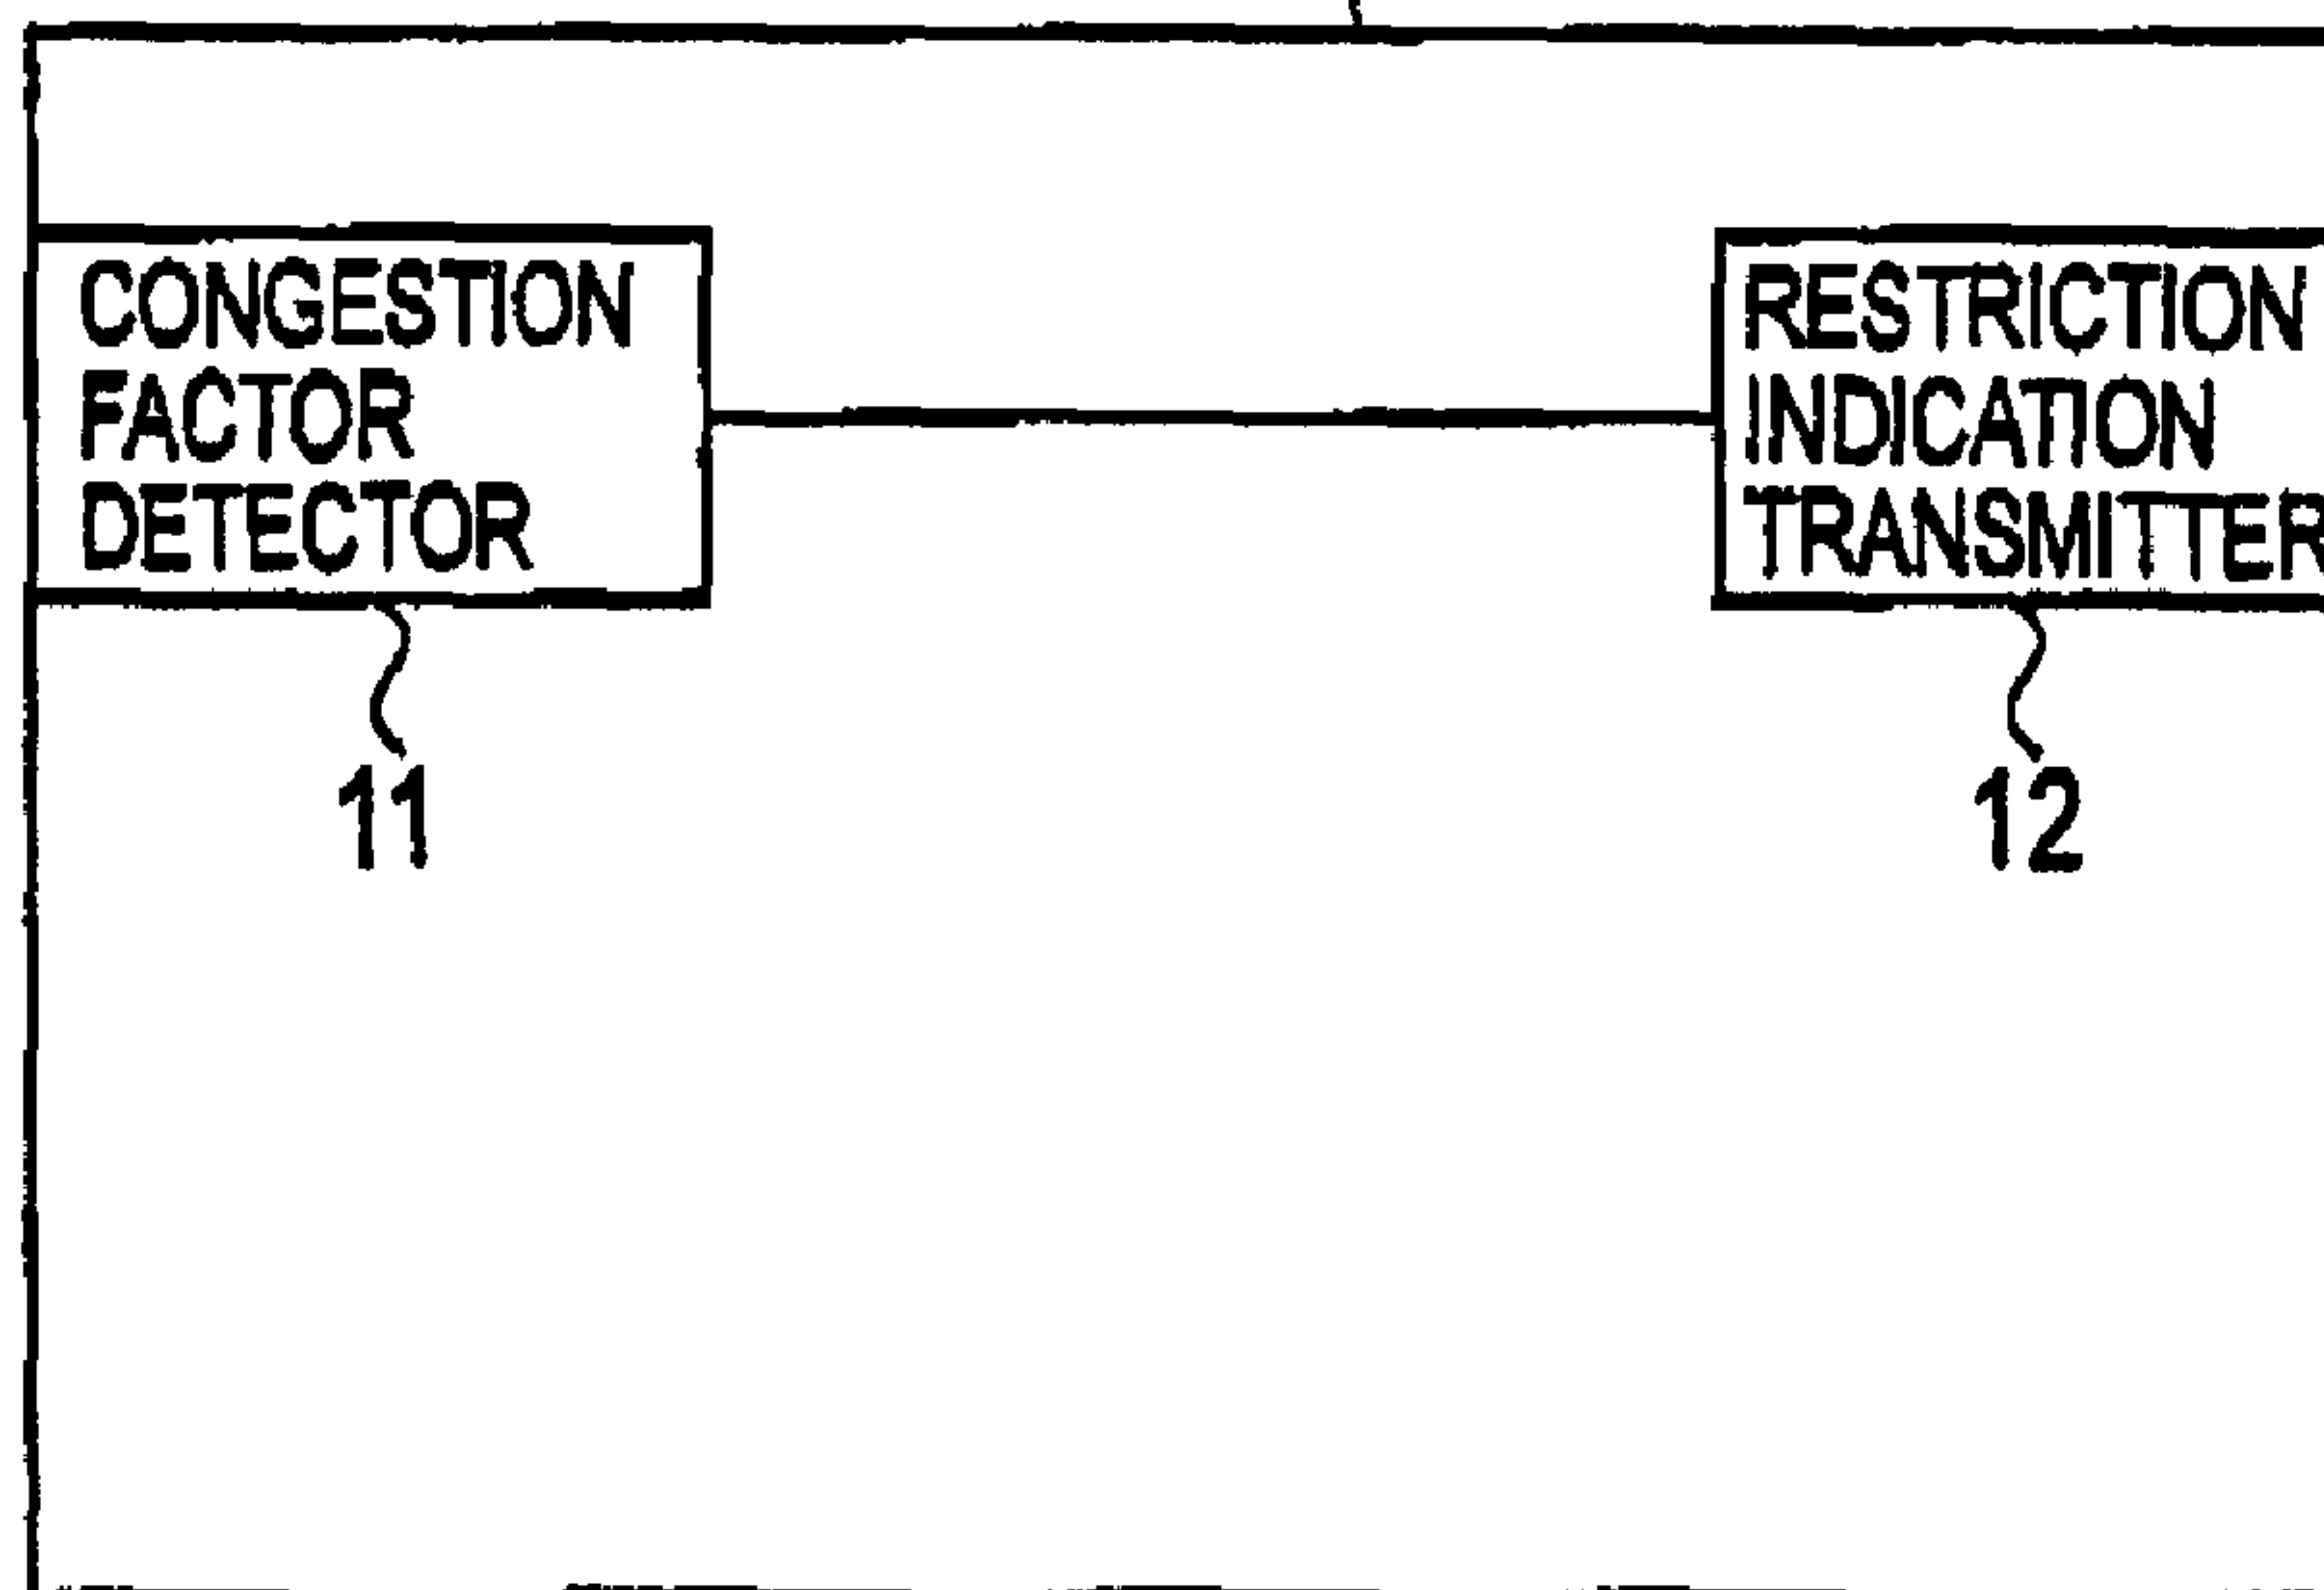 CONGESTION
FACTOR
DETECTOR
RESTRICTION
INDICATION
TRANSMITTER
11
12